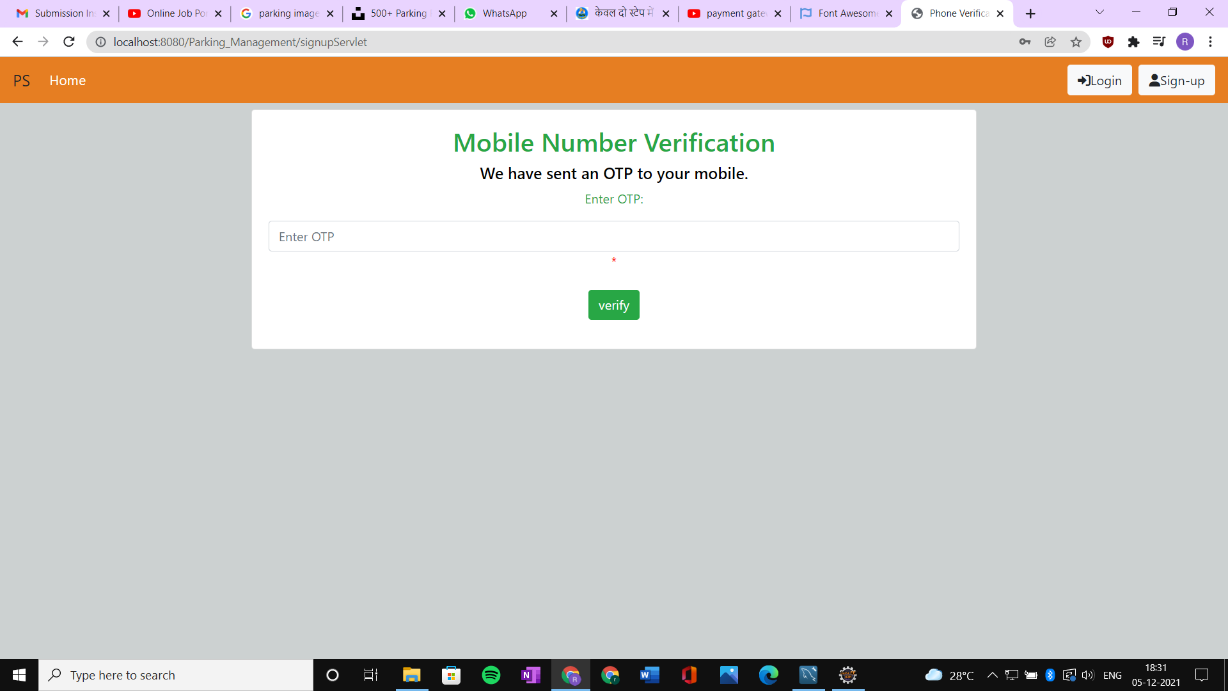 Submission In
Online Job Po
parking image
500+ Parking
WhatsApp
केवल दो स्टेप में
payment gate
Font Awesom
Phone Verifica
localhost:8080/Parking_Management/signupServlet
R
PS
Home
Login
Sign-up
Mobile Number Verification
We have sent an OTP to your mobile.
Enter OTP:
Enter OTP
*
verify
Type here to search
28°C
ENG
18:31
05-12-2021